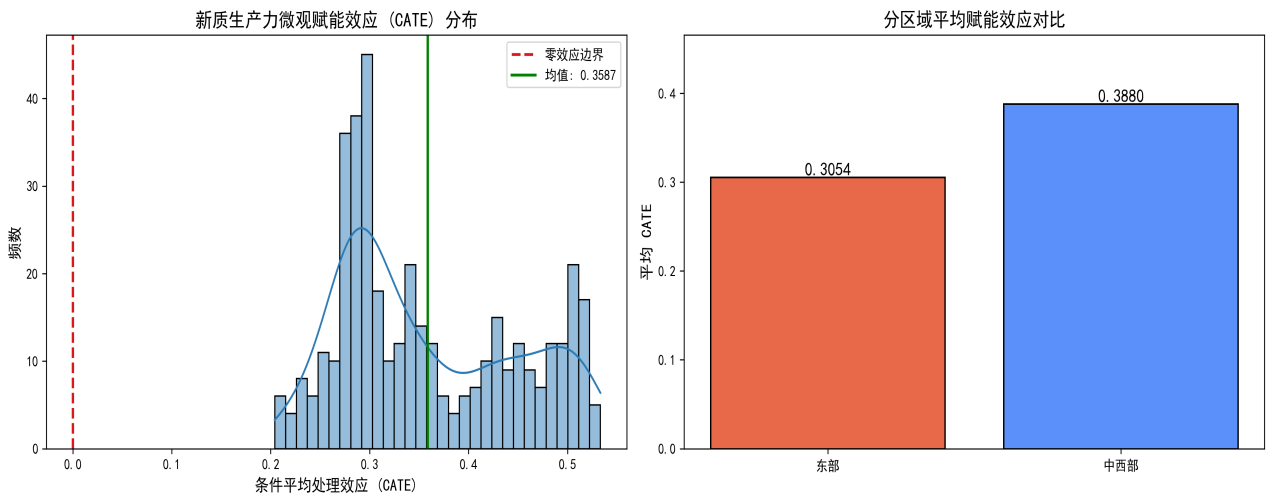 新质生产力微观赋能效应 (CATE) 分布
零效应边界
均值: 0.3587
频数
40
30
20
10
0
0.0 0.1 0.2 0.3 0.4 0.5
条件平均处理效应 (CATE)
分区域平均赋能效应对比
平均 CATE
0.4
0.3
0.2
0.1
0.0
0.3054
0.3880
东部 中西部